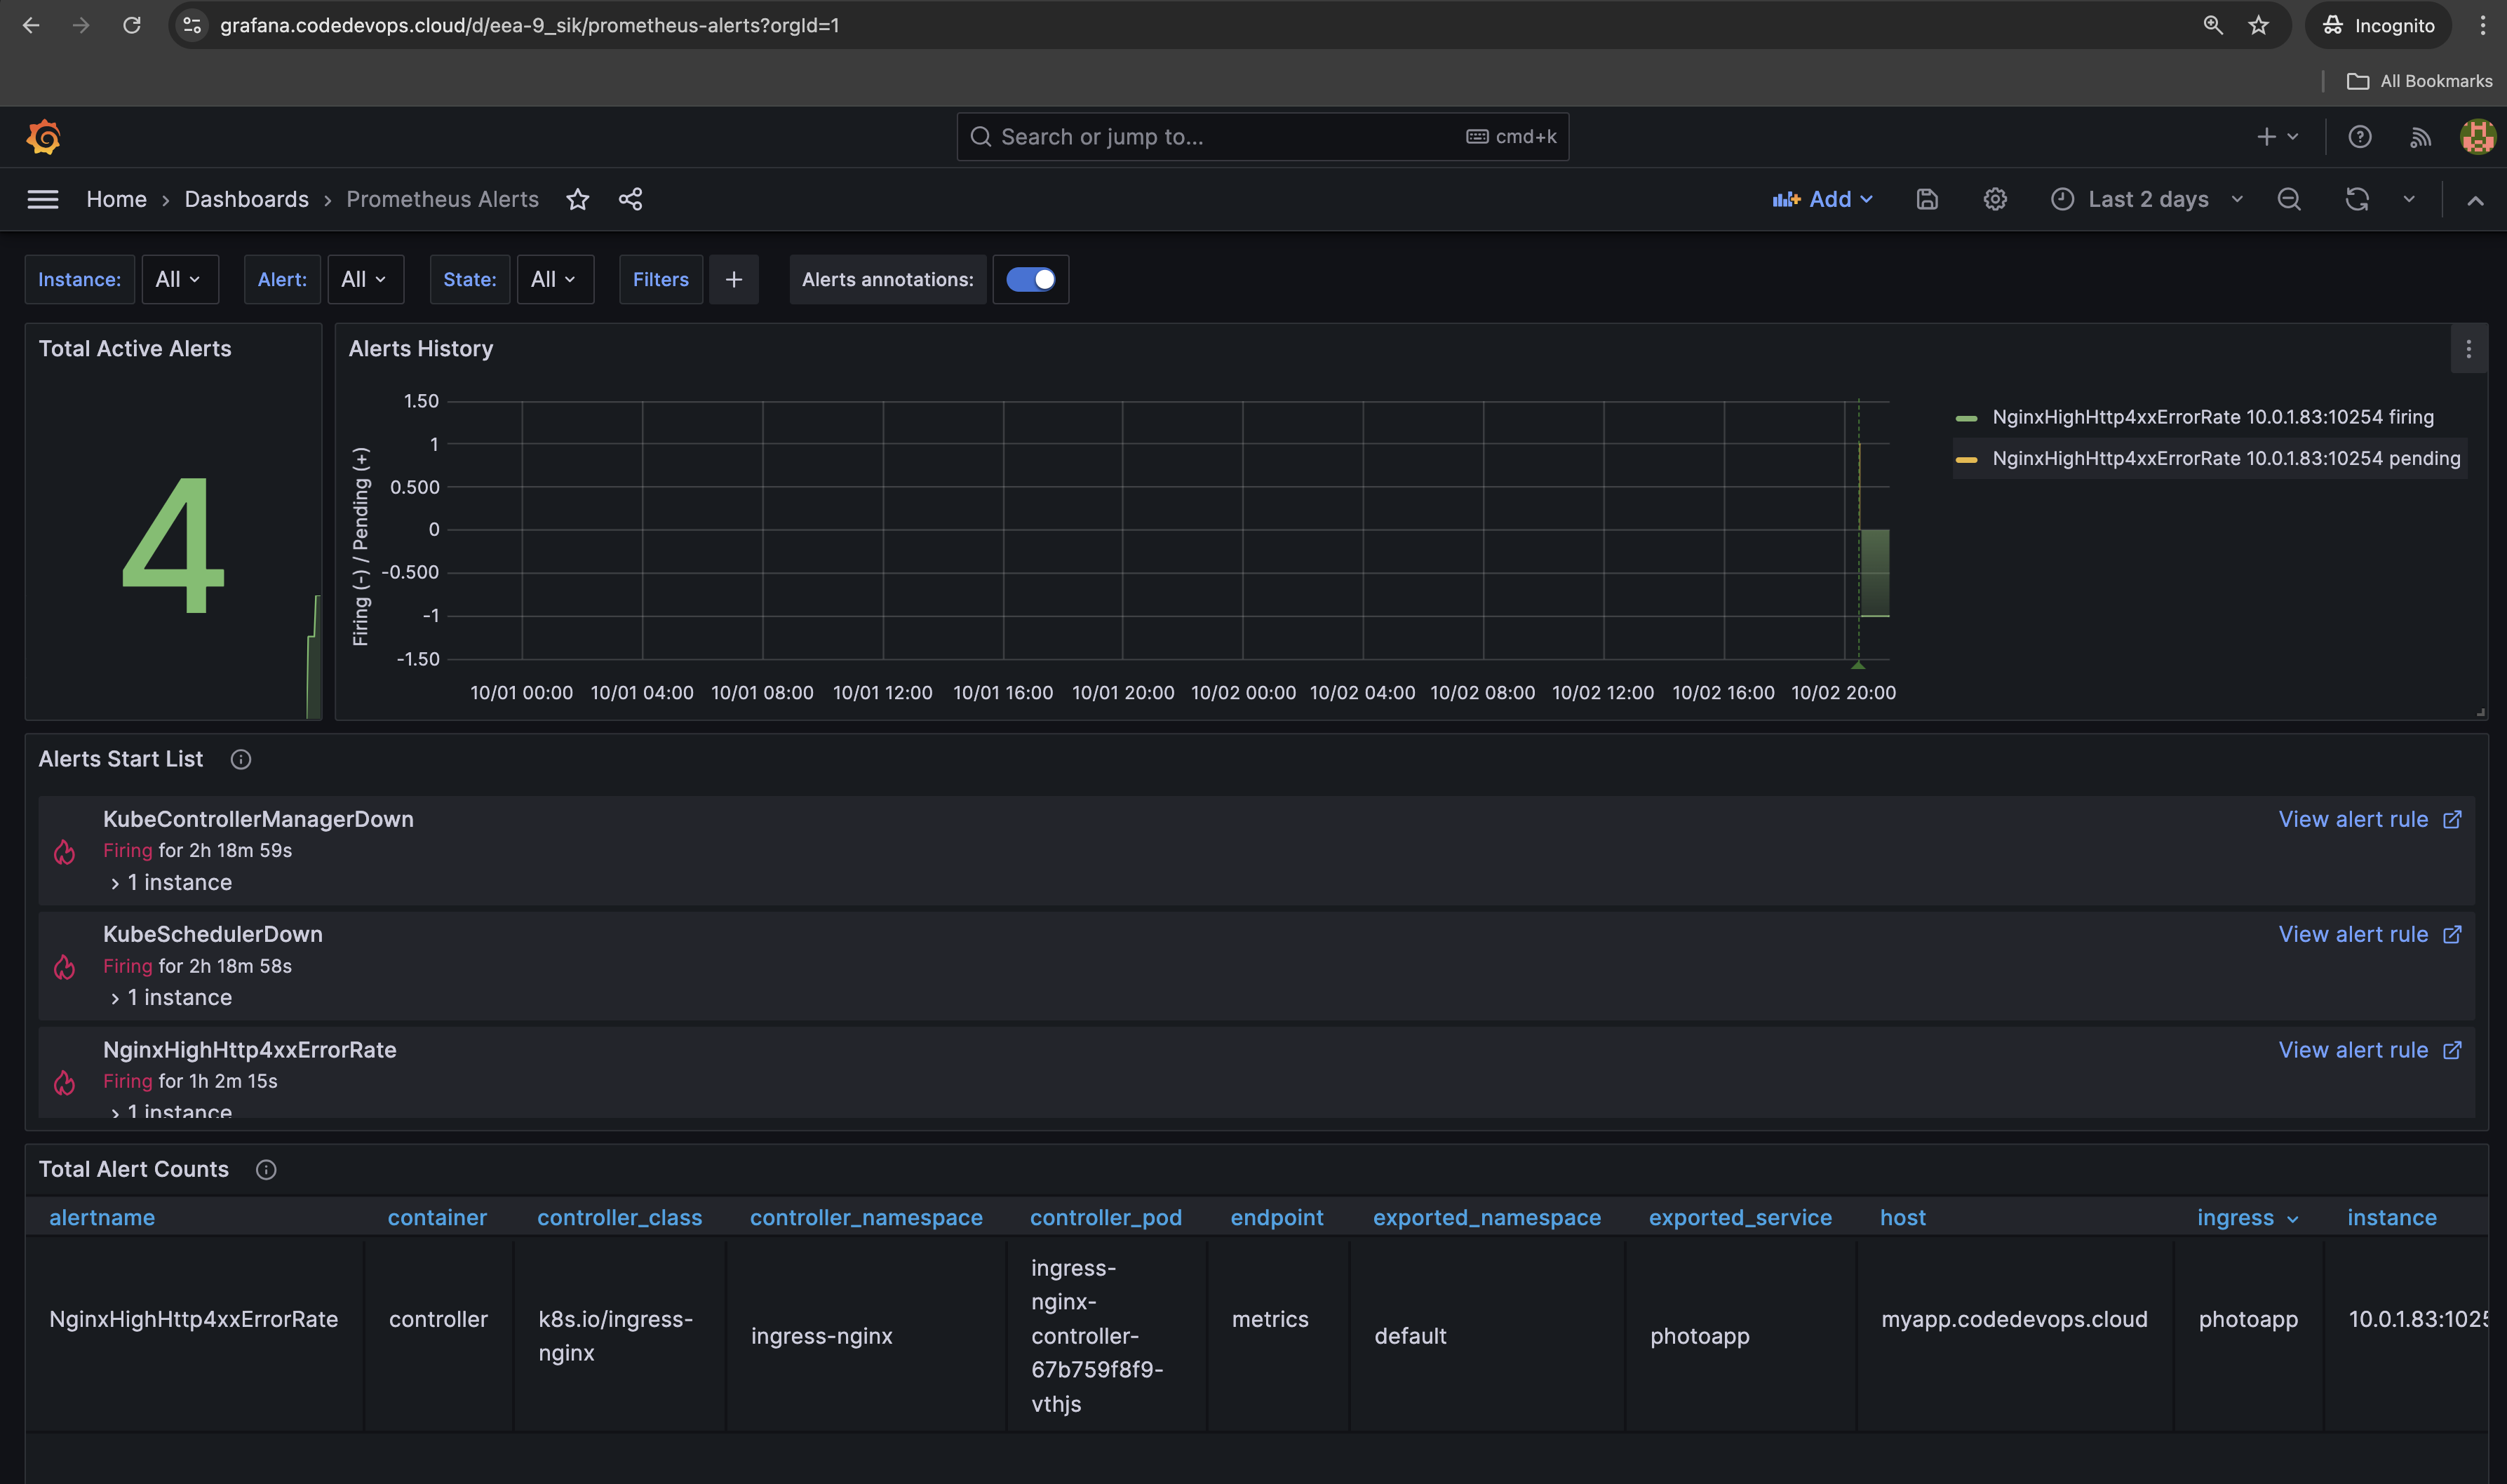 grafana.codedevops.cloud/d/eea-9_sik/prometheus-alerts?orgId=1
Incognito
All Bookmarks
Search or jump to...
cmd+k
Home › Dashboards › Prometheus Alerts
Add
Last 2 days
Instance: All
Alert: All
State: All
Filters
+
Alerts annotations:
Total Active Alerts
4
Alerts History
Firing (-) / Pending (+)
1.50
1
0.500
0
-0.500
-1
-1.50
10/01 00:00 10/01 04:00 10/01 08:00 10/01 12:00 10/01 16:00 10/01 20:00 10/02 00:00 10/02 04:00 10/02 08:00 10/02 12:00 10/02 16:00 10/02 20:00
NginxHighHttp4xxErrorRate 10.0.1.83:10254 firing
NginxHighHttp4xxErrorRate 10.0.1.83:10254 pending
Alerts Start List
KubeControllerManagerDown
View alert rule
Firing for 2h 18m 59s
› 1 instance
KubeSchedulerDown
View alert rule
Firing for 2h 18m 58s
› 1 instance
NginxHighHttp4xxErrorRate
View alert rule
Firing for 1h 2m 15s
› 1 instance
Total Alert Counts
alertname container controller_class controller_namespace controller_pod endpoint exported_namespace exported_service host ingress instance
NginxHighHttp4xxErrorRate
controller
k8s.io/ingress-
nginx
ingress-nginx
ingress-
nginx-
controller-
67b759f8f9-
vthjs
metrics
default
photoapp
myapp.codedevops.cloud
photoapp
10.0.1.83:1025